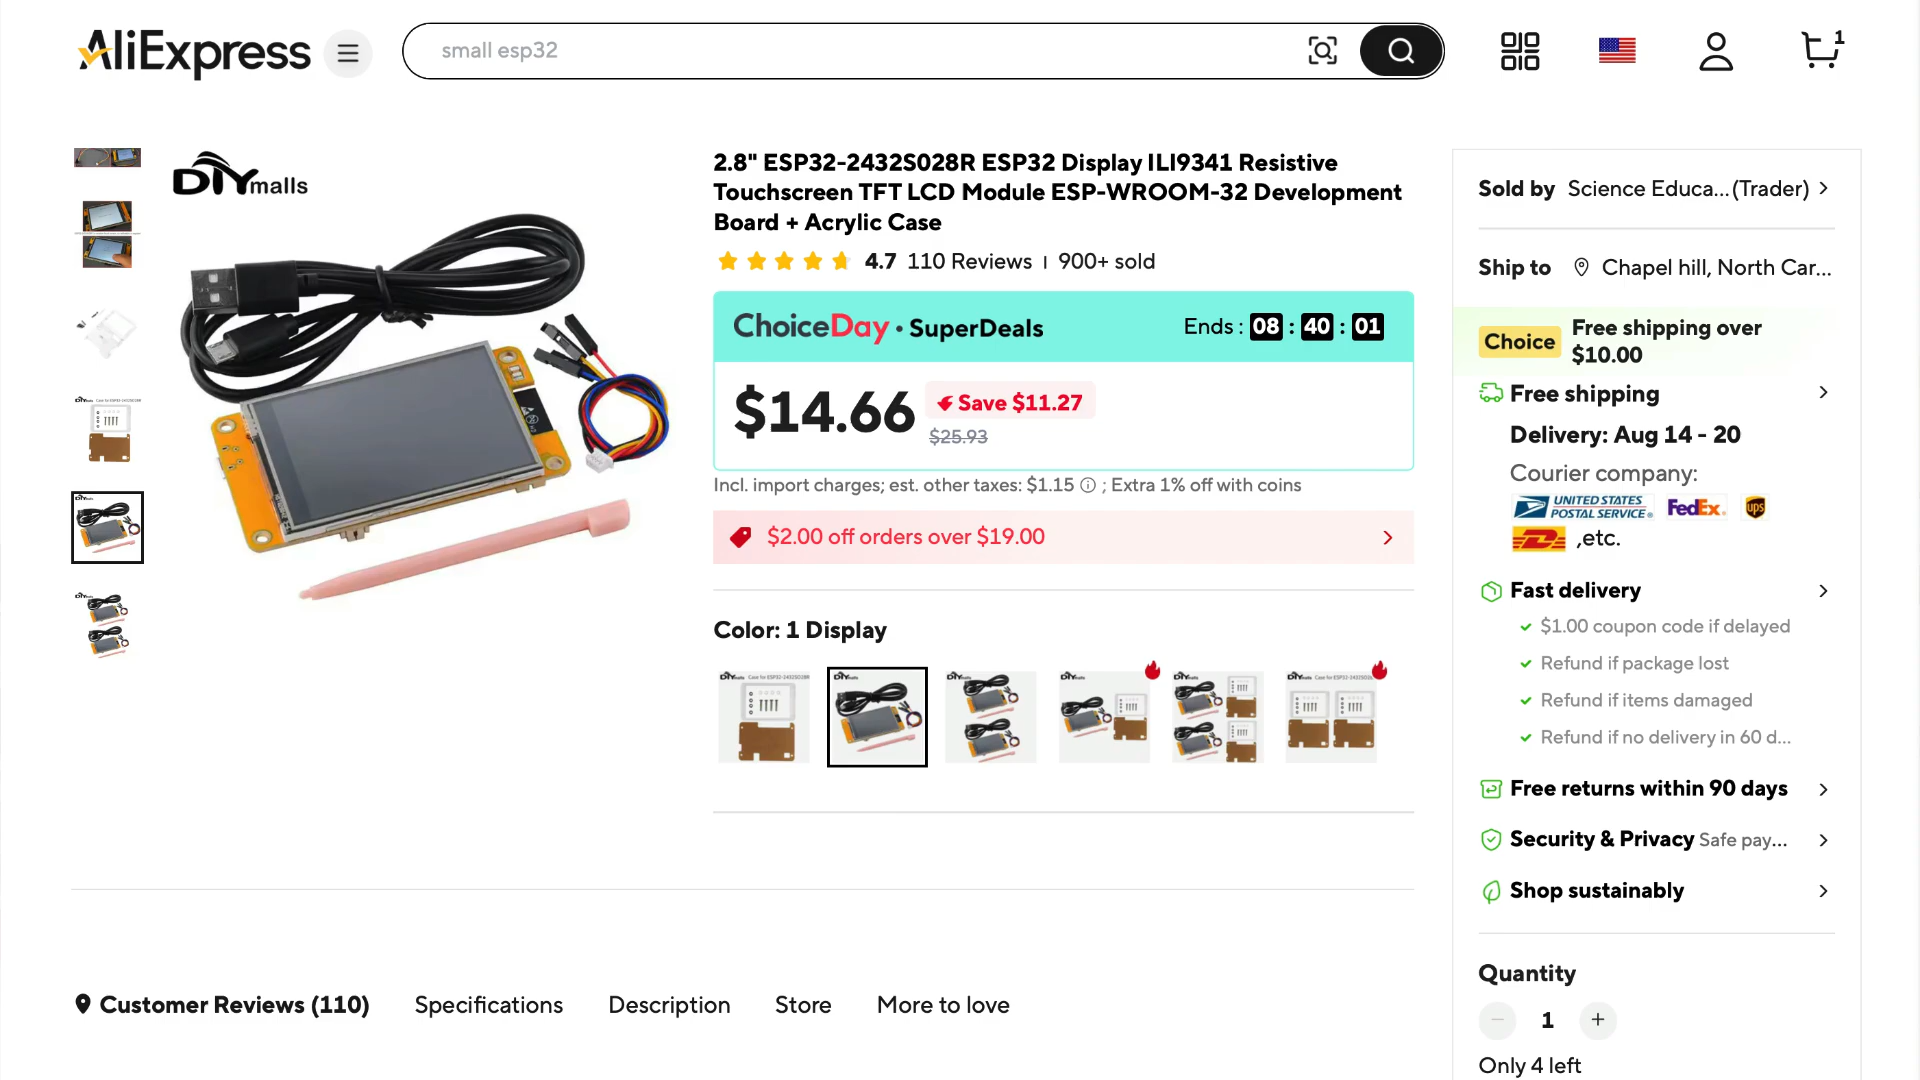 AliExpress
small esp32
1
DIYmalls
2.8" ESP32-2432S028R ESP32 Display ILI9341 Resistive
Touchscreen TFT LCD Module ESP-WROOM-32 Development
Board + Acrylic Case
4.7 110 Reviews | 900+ sold
ChoiceDay • SuperDeals
Ends : 08 : 40 : 01
$14.66
Save $11.27
$25.93
Incl. import charges; est. other taxes: $1.15 ; Extra 1% off with coins
$2.00 off orders over $19.00
Color: 1 Display
Customer Reviews (110)
Specifications
Description
Store
More to love
Sold by Science Educa...(Trader)
Ship to Chapel hill, North Car...
Choice
Free shipping over
$10.00
Free shipping
Delivery: Aug 14 - 20
Courier company:
UNITED STATES
POSTAL SERVICE®
FedEx
ups
,etc.
Fast delivery
$1.00 coupon code if delayed
Refund if package lost
Refund if items damaged
Refund if no delivery in 60 d...
Free returns within 90 days
Security & Privacy Safe pay...
Shop sustainably
Quantity
− 1 +
Only 4 left